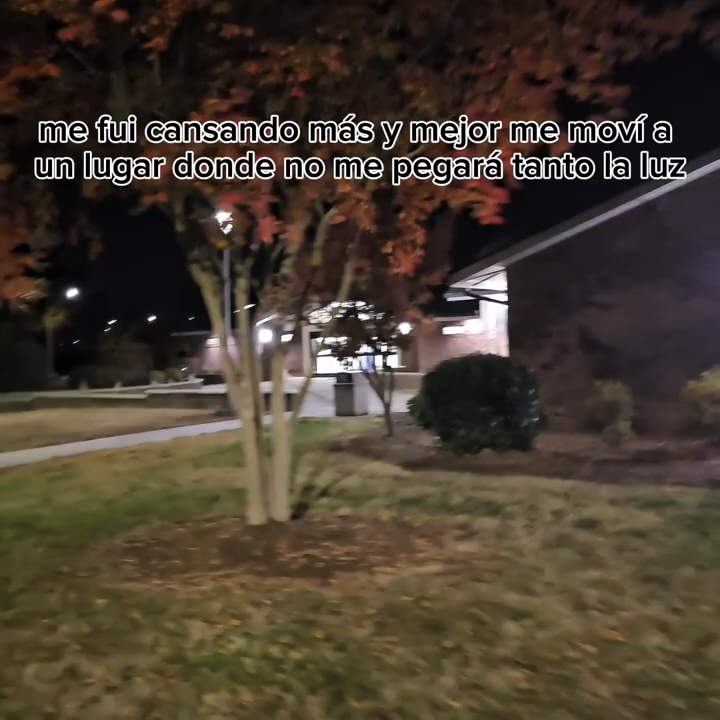 me fui cansando más y mejor me moví a
un lugar donde no me pegará tanto la luz